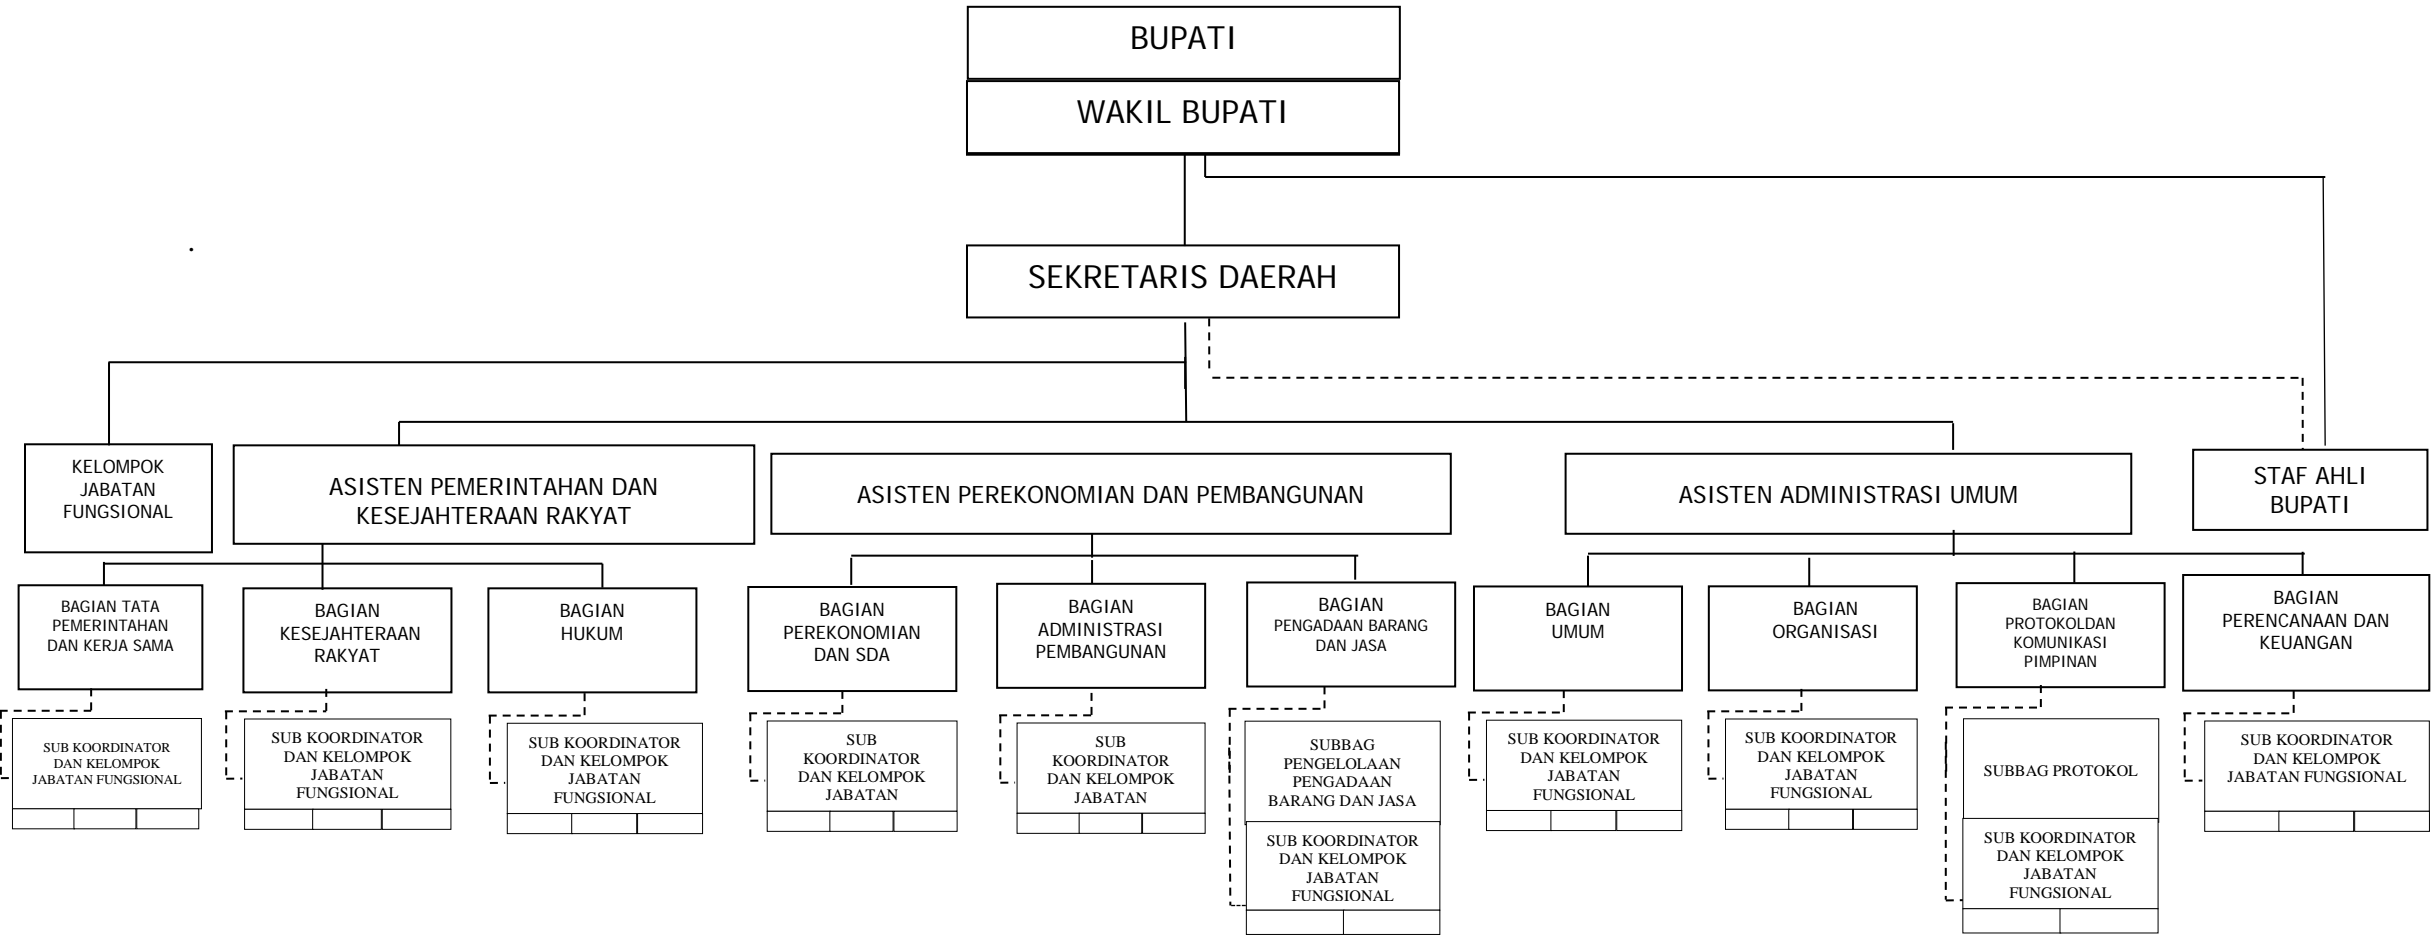 BUPATI
WAKIL BUPATI
SEKRETARIS DAERAH
KELOMPOK
JABATAN
FUNGSIONAL
ASISTEN PEMERINTAHAN DAN
KESEJAHTERAAN RAKYAT
ASISTEN PEREKONOMIAN DAN PEMBANGUNAN
ASISTEN ADMINISTRASI UMUM
STAF AHLI
BUPATI
BAGIAN TATA
PEMERINTAHAN
DAN KERJA SAMA
BAGIAN
KESEJAHTERAAN
RAKYAT
BAGIAN
HUKUM
BAGIAN
PEREKONOMIAN
DAN SDA
BAGIAN
ADMINISTRASI
PEMBANGUNAN
BAGIAN
PENGADAAN BARANG
DAN JASA
BAGIAN
UMUM
BAGIAN
ORGANISASI
BAGIAN
PROTOKOLDAN
KOMUNIKASI
PIMPINAN
BAGIAN
PERENCANAAN DAN
KEUANGAN
SUB KOORDINATOR
DAN KELOMPOK
JABATAN FUNGSIONAL
SUB KOORDINATOR
DAN KELOMPOK
JABATAN
FUNGSIONAL
SUB KOORDINATOR
DAN KELOMPOK
JABATAN
FUNGSIONAL
SUB
KOORDINATOR
DAN KELOMPOK
JABATAN
SUB
KOORDINATOR
DAN KELOMPOK
JABATAN
SUBBAG
PENGELOLAAN
PENGADAAN
BARANG DAN JASA
SUB KOORDINATOR
DAN KELOMPOK
JABATAN
FUNGSIONAL
SUB KOORDINATOR
DAN KELOMPOK
JABATAN
FUNGSIONAL
SUB KOORDINATOR
DAN KELOMPOK
JABATAN
FUNGSIONAL
SUBBAG PROTOKOL
SUB KOORDINATOR
DAN KELOMPOK
JABATAN
FUNGSIONAL
SUB KOORDINATOR
DAN KELOMPOK
JABATAN FUNGSIONAL